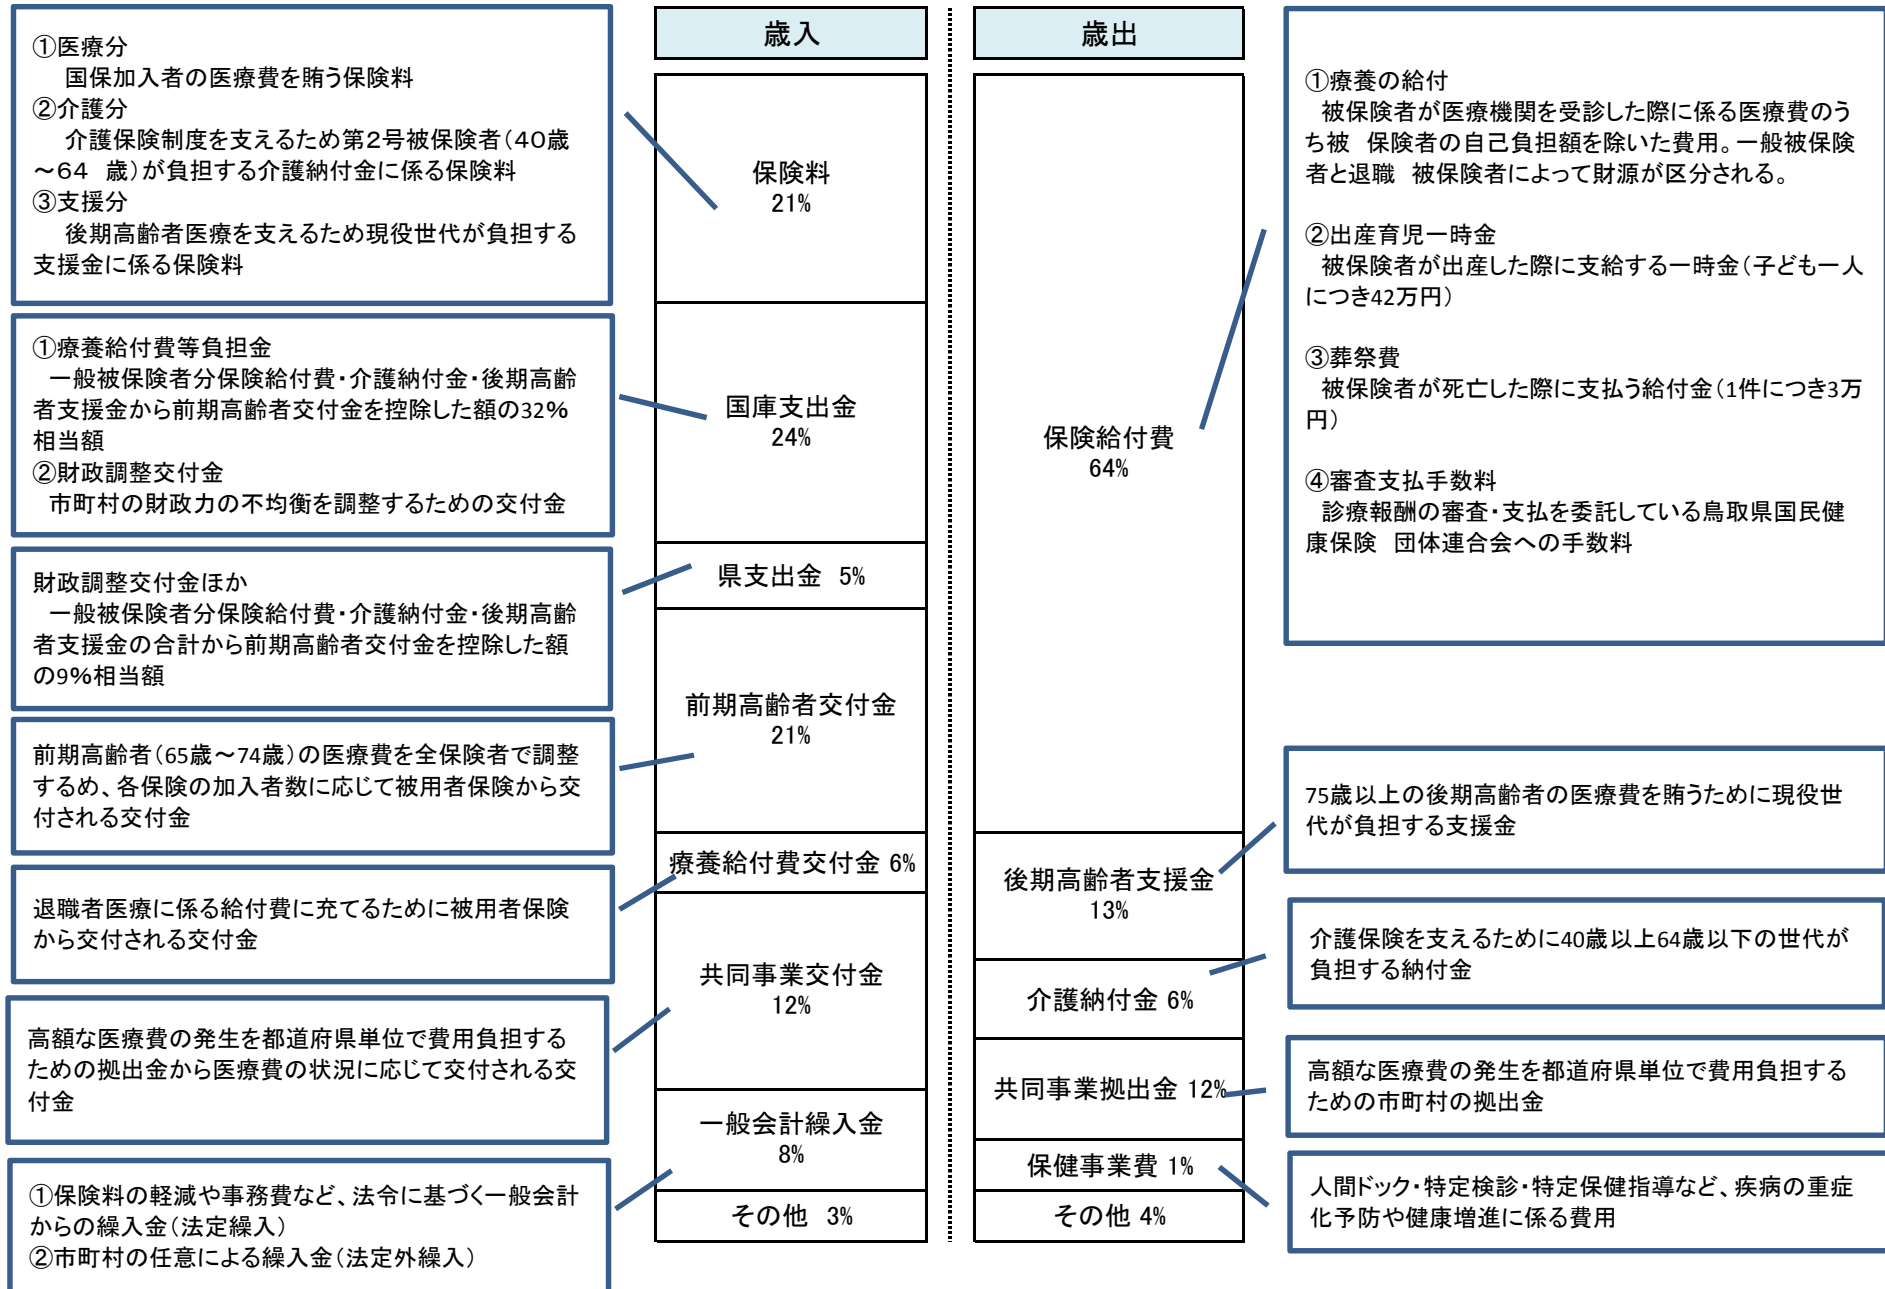 ①医療分
国保加入者の医療費を賄う保険料
②介護分
介護保険制度を支えるため第2号被保険者(40歳
～64 歳)が負担する介護納付金に係る保険料
③支援分
後期高齢者医療を支えるため現役世代が負担する
支援金に係る保険料
①療養給付費等負担金
一般被保険者分保険給付費・介護納付金・後期高齢
者支援金から前期高齢者交付金を控除した額の32%
相当額
②財政調整交付金
市町村の財政力の不均衡を調整するための交付金
財政調整交付金ほか
一般被保険者分保険給付費・介護納付金・後期高齢
者支援金の合計から前期高齢者交付金を控除した額
の9%相当額
前期高齢者(65歳～74歳)の医療費を全保険者で調整
するめ、各保険の加入者数に応じて被用者保険から交
付される交付金
退職者医療に係る給付費に充てるために被用者保険
から交付される交付金
高額な医療費の発生を都道府県単位で費用負担する
ための拠出金から医療費の状況に応じて交付される交
付金
①保険料の軽減や事務費など、法令に基づく一般会計
からの繰入金(法定繰入)
②市町村の任意による繰入金(法定外繰入)
歳入
保険料
21%
国庫支出金
24%
県支出金 5%
前期高齢者交付金
21%
療養給付費交付金 6%
共同事業交付金
12%
一般会計繰入金
8%
その他 3%
歳出
保険給付費
64%
後期高齢者支援金
13%
介護納付金 6%
共同事業拠出金 12%
保健事業費 1%
その他 4%
①療養の給付
被保険者が医療機関を受診した際に係る医療費のう
ち被 保険者の自己負担額を除いた費用。一般被保険
者と退職 被保険者によって財源が区分される。
②出産育児一時金
被保険者が出産した際に支給する一時金(子ども一人
につき42万円)
③葬祭費
被保険者が死亡した際に支払う給付金(1件につき3万
円)
④審査支払手数料
診療報酬の審査・支払を委託している鳥取県国民健
康保険 団体連合会への手数料
75歳以上の後期高齢者の医療費を賄うために現役世
代が負担する支援金
介護保険を支えるために40歳以上64歳以下の世代が
負担する納付金
高額な医療費の発生を都道府県単位で費用負担する
ための市町村の拠出金
人間ドック・特定検診・特定保健指導など、疾病の重症
化予防や健康増進に係る費用